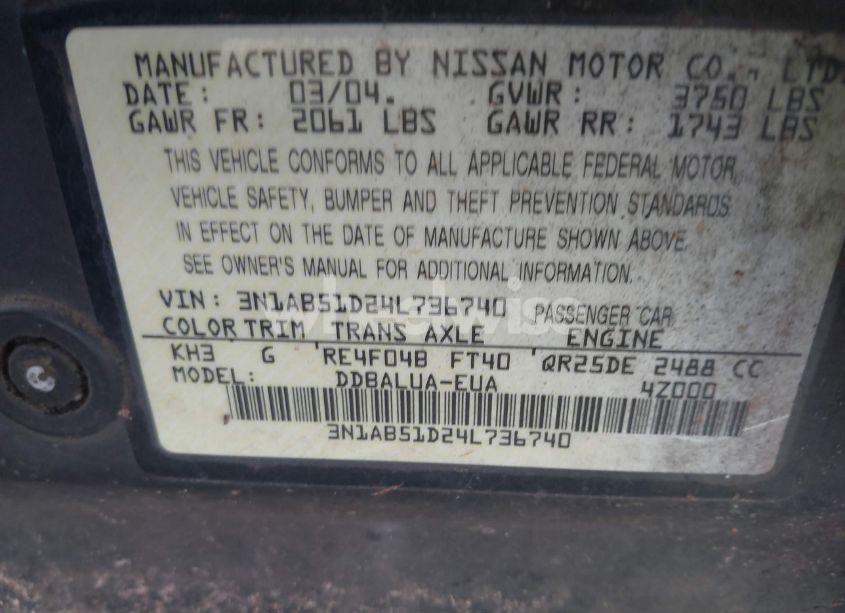 MANUFACTURED BY NISSAN MOTOR CO., LTD.
DATE: 03/04. GVWR: 3750 LBS
GAWR FR: 2061 LBS GAWR RR: 1743 LBS
THIS VEHICLE CONFORMS TO ALL APPLICABLE FEDERAL MOTOR
VEHICLE SAFETY, BUMPER AND THEFT PREVENTION STANDARDS
IN EFFECT ON THE DATE OF MANUFACTURE SHOWN ABOVE.
SEE OWNER'S MANUAL FOR ADDITIONAL INFORMATION.
VIN: 3N1AB51D24L736740 PASSENGER CAR
COLOR TRIM TRANS AXLE ENGINE
KH3 G RE4F04B FT40 QR25DE 2488 CC
MODEL: DDBALUA-EUA 4Z000
3N1AB51D24L736740